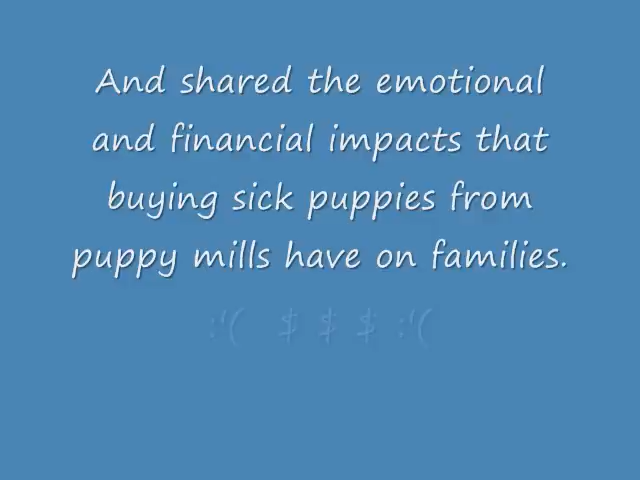 And shared the emotional
and financial impacts that
buying sick puppies from
puppy mills have on families.
:'( $ $ $ :'(